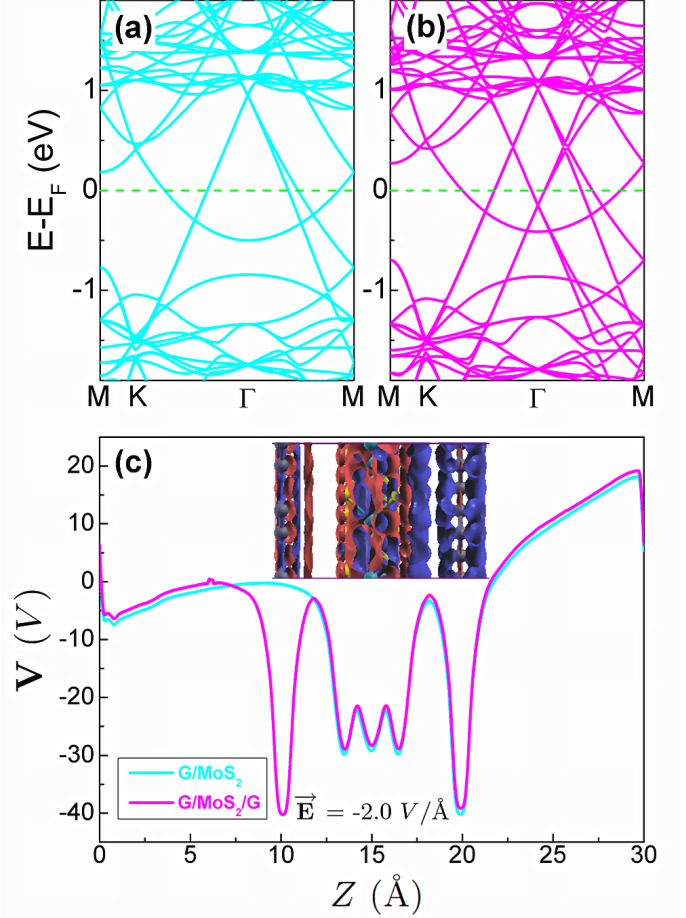 (a) (b)
E-E_F (eV)
1 1
0 0
-1 -1
M K Γ M M K Γ M
(c)
V (V)
20
10
0
-10
-20
-30
-40
G/MoS₂
G/MoS₂/G
E⃗ = -2.0 V/Å
0 5 10 15 20 25 30
Z (Å)